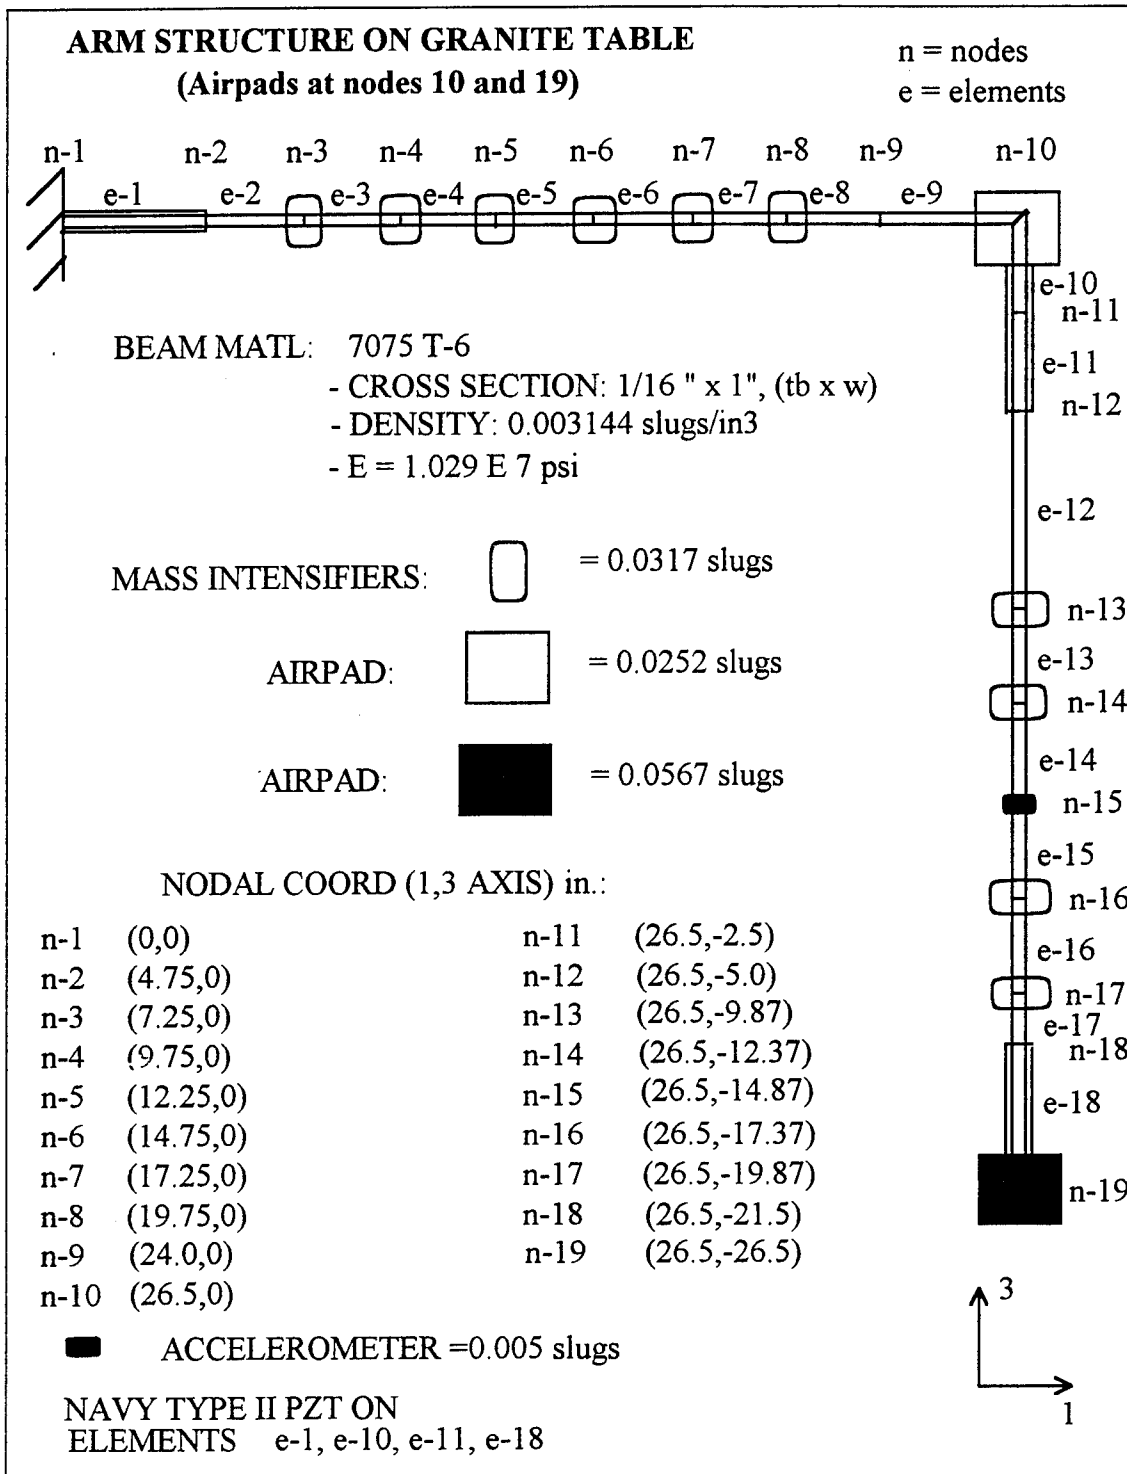 ARM STRUCTURE ON GRANITE TABLE
(Airpads at nodes 10 and 19)
n = nodes
e = elements
n-1 n-2 n-3 n-4 n-5 n-6 n-7 n-8 n-9 n-10
e-1 e-2 e-3 e-4 e-5 e-6 e-7 e-8 e-9
e-10
n-11
e-11
n-12
e-12
n-13
e-13
n-14
e-14
n-15
e-15
n-16
e-16
n-17
e-17
n-18
e-18
n-19
BEAM MATL: 7075 T-6
- CROSS SECTION: 1/16 " x 1", (tb x w)
- DENSITY: 0.003144 slugs/in3
- E = 1.029 E 7 psi
MASS INTENSIFIERS: = 0.0317 slugs
AIRPAD: = 0.0252 slugs
AIRPAD: = 0.0567 slugs
NODAL COORD (1,3 AXIS) in.:
n-1 (0,0)
n-2 (4.75,0)
n-3 (7.25,0)
n-4 (9.75,0)
n-5 (12.25,0)
n-6 (14.75,0)
n-7 (17.25,0)
n-8 (19.75,0)
n-9 (24.0,0)
n-10 (26.5,0)
n-11 (26.5,-2.5)
n-12 (26.5,-5.0)
n-13 (26.5,-9.87)
n-14 (26.5,-12.37)
n-15 (26.5,-14.87)
n-16 (26.5,-17.37)
n-17 (26.5,-19.87)
n-18 (26.5,-21.5)
n-19 (26.5,-26.5)
3
1
ACCELEROMETER =0.005 slugs
NAVY TYPE II PZT ON
ELEMENTS e-1, e-10, e-11, e-18